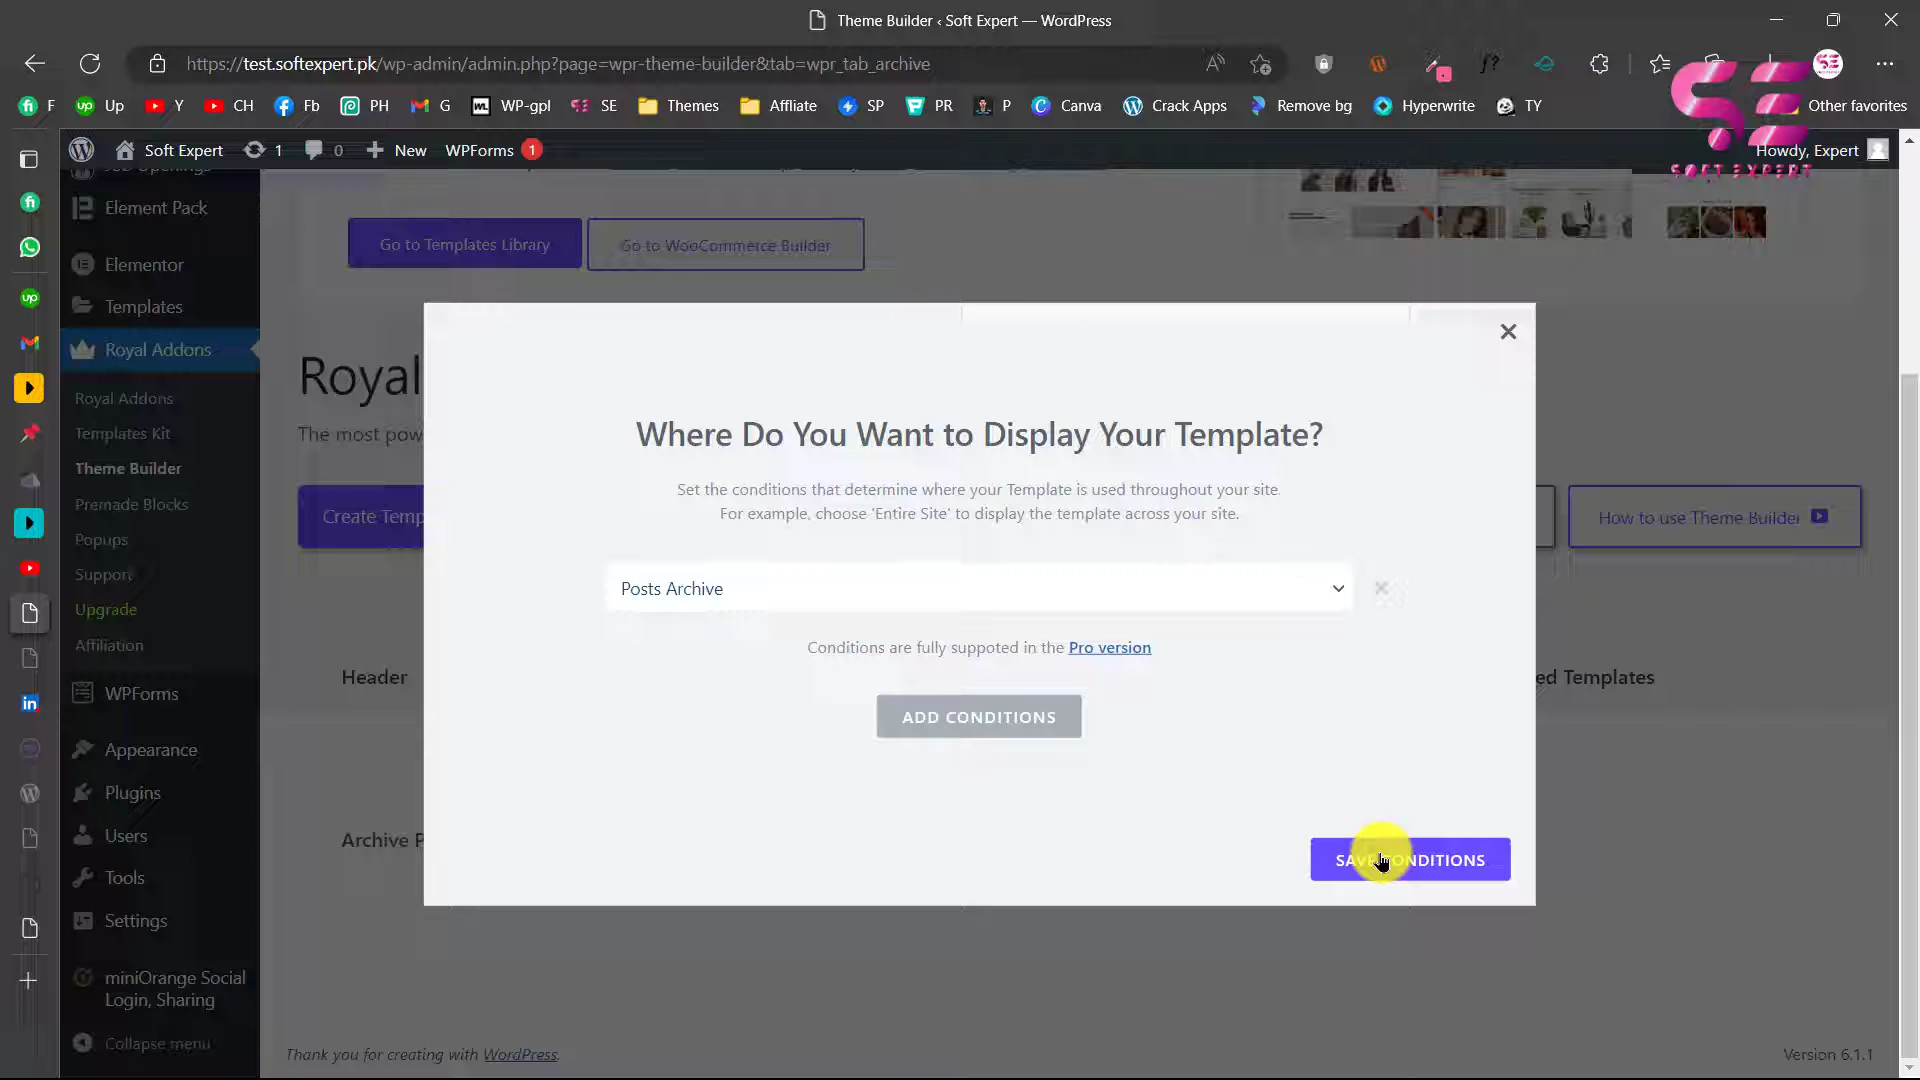 Theme Builder ‹ Soft Expert — WordPress
https://test.softexpert.pk/wp-admin/admin.php?page=wpr-theme-builder&tab=wpr_tab_archive
F Up Y CH Fb PH G WP-gpl SE Themes Affliate SP PR P Canva Crack Apps Remove bg Hyperwrite TY Other favorites
Soft Expert 1 0 New WPForms 1 Howdy, Expert
SOFT EXPERT
Job Openings
Element Pack
Elementor
Templates
Royal Addons
Royal Addons
Templates Kit
Theme Builder
Premade Blocks
Popups
Support
Upgrade
Affiliation
WPForms
Appearance
Plugins
Users
Tools
Settings
miniOrange Social
Login, Sharing
Collapse menu
Go to Templates Library
Go to WooCommerce Builder
Royal
The most pow
Create Temp
How to use Theme Builder
Header
ed Templates
Archive P
Where Do You Want to Display Your Template?
Set the conditions that determine where your Template is used throughout your site.
For example, choose 'Entire Site' to display the template across your site.
Posts Archive
Conditions are fully suppoted in the Pro version
ADD CONDITIONS
SAVE CONDITIONS
Thank you for creating with WordPress.
Version 6.1.1